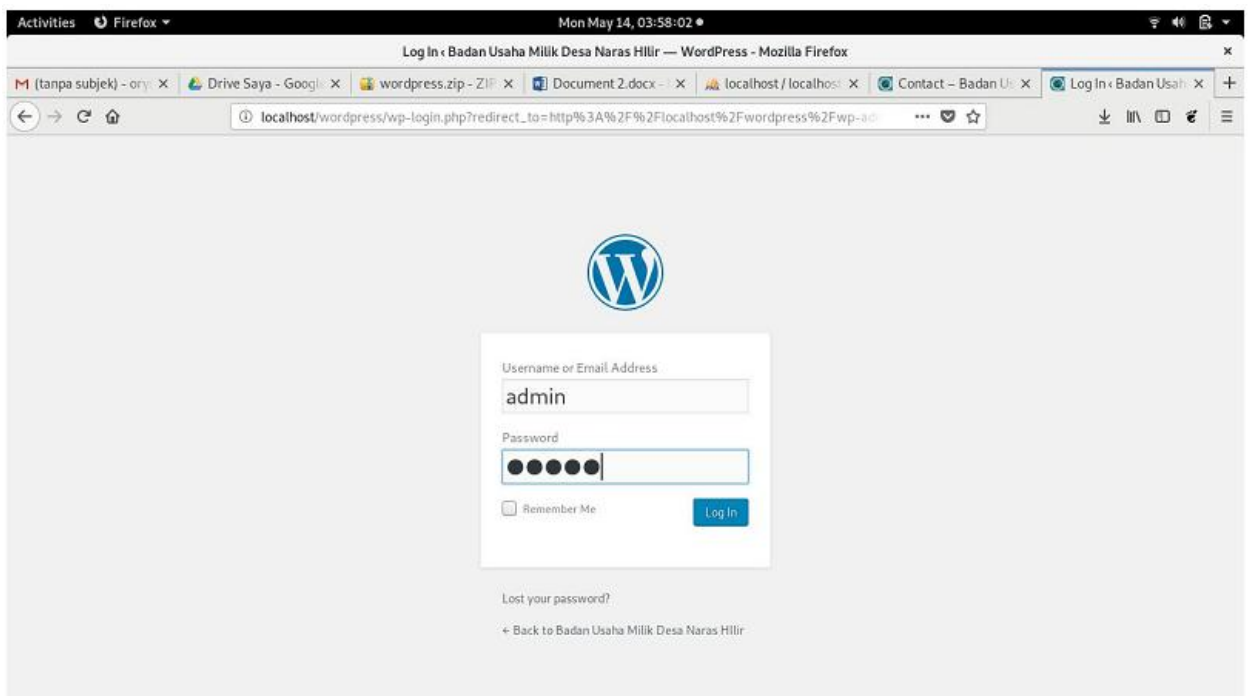 Activities Firefox Mon May 14, 03:58:02
Log In ‹ Badan Usaha Milik Desa Naras HIlir — WordPress - Mozilla Firefox
M (tanpa subjek) - ory Drive Saya - Googl wordpress.zip - ZIP Document 2.docx - localhost / localhos Contact – Badan Us Log In ‹ Badan Usah
localhost/wordpress/wp-login.php?redirect_to=http%3A%2F%2Flocalhost%2Fwordpress%2Fwp-ad
Username or Email Address
admin
Password
Remember Me Log In
Lost your password?
← Back to Badan Usaha Milik Desa Naras HIlir